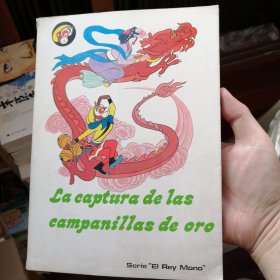 La captura de las
campanillas de oro
Serie "El Rey Mono"